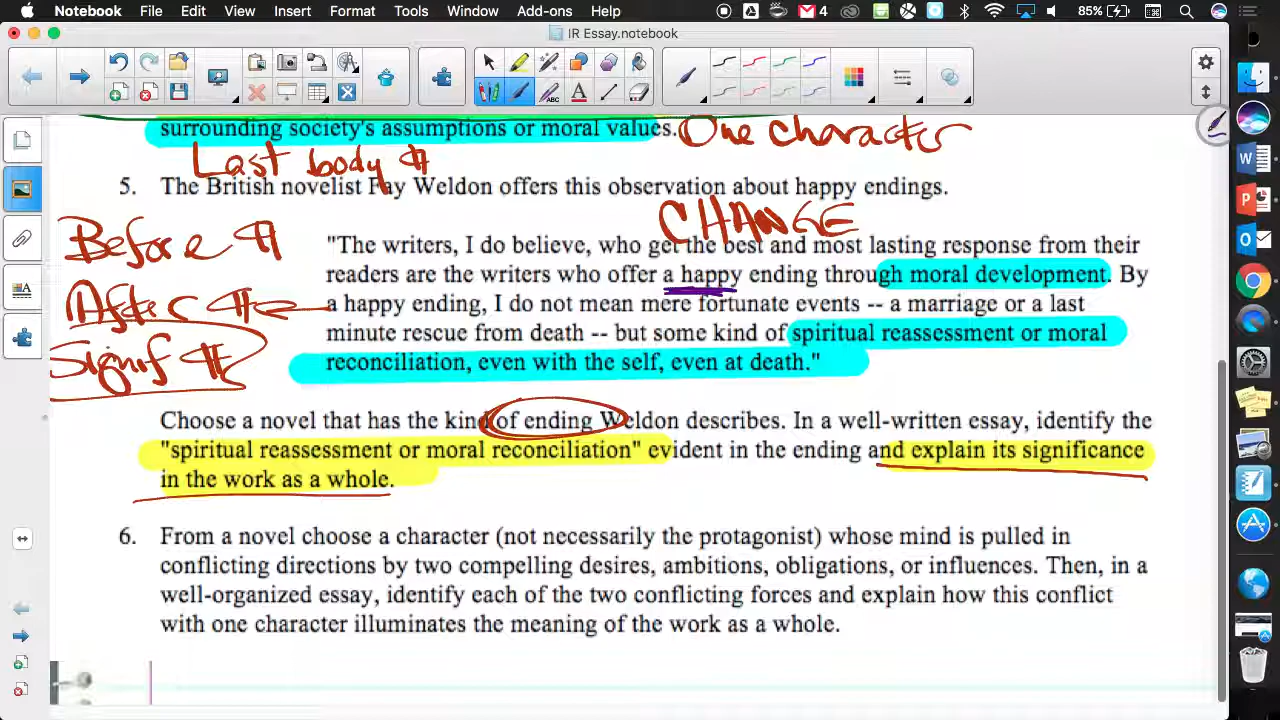 Notebook File Edit View Insert Format Tools Window Add-ons Help 4 85%
IR Essay.notebook
surrounding society's assumptions or moral values. One character
Last body ¶
5. The British novelist Fay Weldon offers this observation about happy endings.
CHANGE
Before ¶
"The writers, I do believe, who get the best and most lasting response from their
readers are the writers who offer a happy ending through moral development. By
After ¶
a happy ending, I do not mean mere fortunate events -- a marriage or a last
minute rescue from death -- but some kind of spiritual reassessment or moral
Signif ¶
reconciliation, even with the self, even at death."
Choose a novel that has the kind of ending Weldon describes. In a well-written essay, identify the
"spiritual reassessment or moral reconciliation" evident in the ending and explain its significance
in the work as a whole.
6. From a novel choose a character (not necessarily the protagonist) whose mind is pulled in
conflicting directions by two compelling desires, ambitions, obligations, or influences. Then, in a
well-organized essay, identify each of the two conflicting forces and explain how this conflict
with one character illuminates the meaning of the work as a whole.